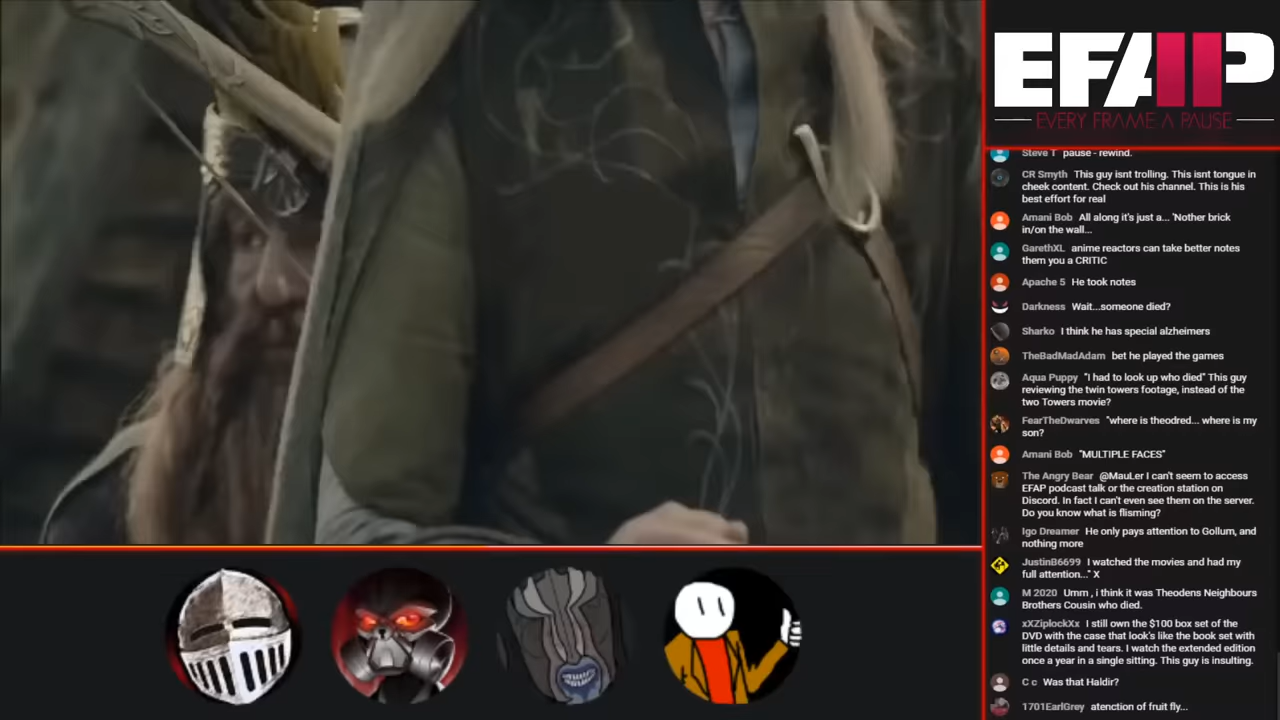 EFAP
EVERY FRAME A PAUSE
Steve T pause - rewind.
CR Smyth This guy isnt trolling. This isnt tongue in
cheek content. Check out his channel. This is his
best effort for real
Amani Bob All along it's just a... 'Nother brick
in/on the wall...
GarethXL anime reactors can take better notes
them you a CRITIC
Apache 5 He took notes
Darkness Wait...someone died?
Sharko I think he has special alzheimers
TheBadMadAdam bet he played the games
Aqua Puppy "I had to look up who died" This guy
reviewing the twin towers footage, instead of the
two Towers movie?
FearTheDwarves "where is theodred... where is my
son?
Amani Bob "MULTIPLE FACES"
The Angry Bear @MauLer I can't seem to access
EFAP podcast talk or the creation station on
Discord. In fact I can't even see them on the server.
Do you know what is flisming?
Igo Dreamer He only pays attention to Gollum, and
nothing more
JustinB6699 I watched the movies and had my
full attention..." X
M 2020 Umm , i think it was Theodens Neighbours
Brothers Cousin who died.
xXZiplockXx I still own the $100 box set of the
DVD with the case that look's like the book set with
little details and tears. I watch the extended edition
once a year in a single sitting. This guy is insulting.
C c Was that Haldir?
1701EarlGrey atenction of fruit fly...